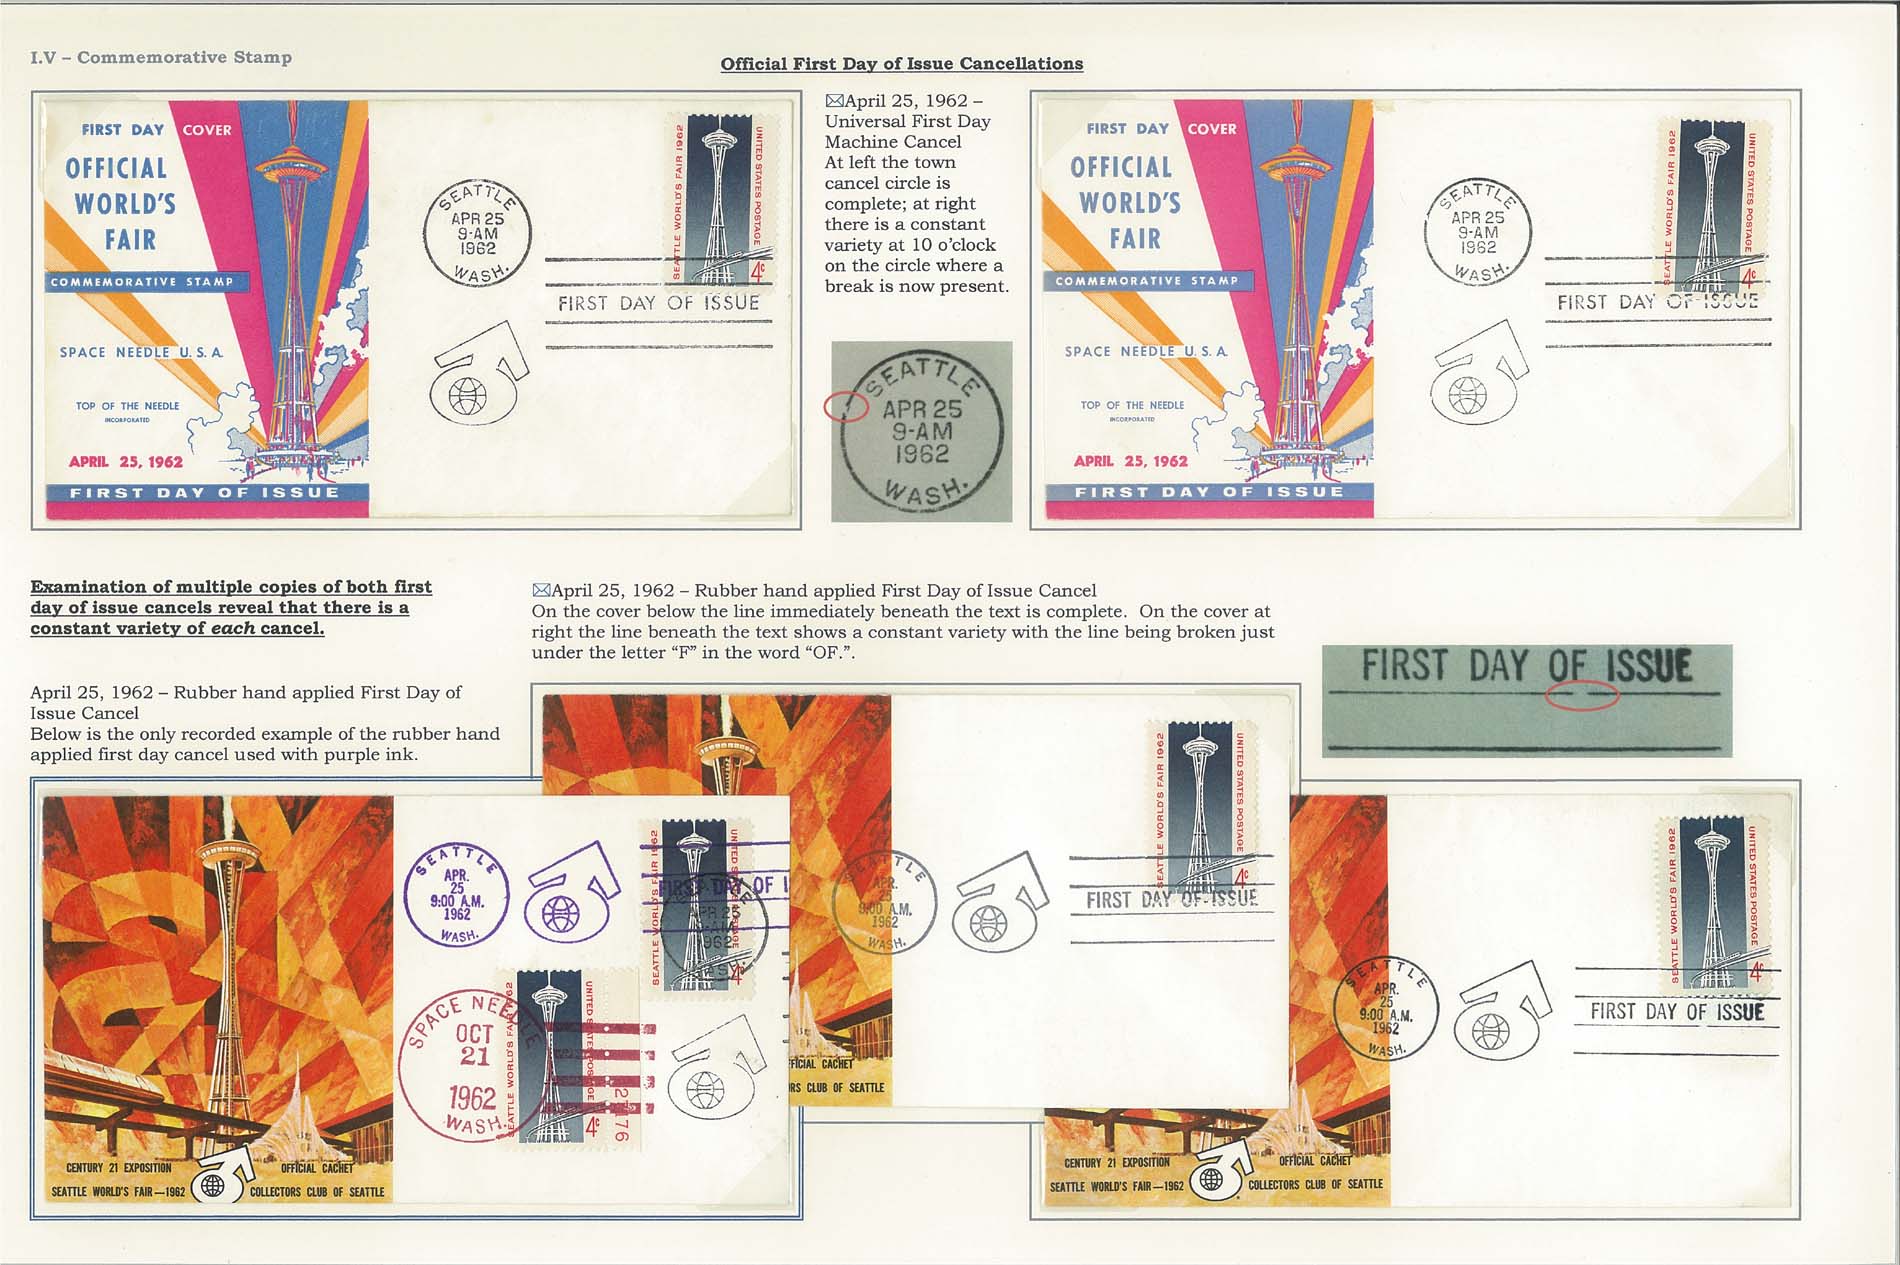 I.V – Commemorative Stamp
Official First Day of Issue Cancellations
FIRST DAY COVER
OFFICIAL
WORLD'S
FAIR
COMMEMORATIVE STAMP
SPACE NEEDLE U.S.A.
TOP OF THE NEEDLE
INCORPORATED
APRIL 25, 1962
FIRST DAY OF ISSUE
SEATTLE
APR 25
9-AM
1962
WASH.
SEATTLE WORLD'S FAIR 1962
UNITED STATES POSTAGE
4c
FIRST DAY OF ISSUE
April 25, 1962 –
Universal First Day
Machine Cancel
At left the town
cancel circle is
complete; at right
there is a constant
variety at 10 o'clock
on the circle where a
break is now present.
SEATTLE
APR 25
9-AM
1962
WASH.
FIRST DAY COVER
OFFICIAL
WORLD'S
FAIR
COMMEMORATIVE STAMP
SPACE NEEDLE U.S.A.
TOP OF THE NEEDLE
INCORPORATED
APRIL 25, 1962
FIRST DAY OF ISSUE
SEATTLE
APR 25
9-AM
1962
WASH.
SEATTLE WORLD'S FAIR 1962
UNITED STATES POSTAGE
4c
FIRST DAY OF ISSUE
Examination of multiple copies of both first
day of issue cancels reveal that there is a
constant variety of each cancel.
April 25, 1962 – Rubber hand applied First Day of Issue Cancel
On the cover below the line immediately beneath the text is complete.  On the cover at
right the line beneath the text shows a constant variety with the line being broken just
under the letter "F" in the word "OF.".
FIRST DAY OF ISSUE
April 25, 1962 – Rubber hand applied First Day of
Issue Cancel
Below is the only recorded example of the rubber hand
applied first day cancel used with purple ink.
SEATTLE
APR.
25
9:00 A.M.
1962
WASH.
SEATTLE WORLD'S FAIR 1962
4c
FIRST DAY OF I
APR 25
9-AM
1962
WASH.
SPACE NEEDLE
OCT
21
1962
WASH.
SEATTLE WORLD'S FAIR 1962
UNITED STATES POSTAGE
4c
CENTURY 21 EXPOSITION
OFFICIAL CACHET
SEATTLE WORLD'S FAIR—1962
COLLECTORS CLUB OF SEATTLE
SEATTLE
APR.
25
9:00 A.M.
1962
WASH.
SEATTLE WORLD'S FAIR 1962
UNITED STATES POSTAGE
4c
FIRST DAY OF ISSUE
FFICIAL CACHET
RS CLUB OF SEATTLE
SEATTLE
APR.
25
9:00 A.M.
1962
WASH.
SEATTLE WORLD'S FAIR 1962
UNITED STATES POSTAGE
4c
FIRST DAY OF ISSUE
CENTURY 21 EXPOSITION
OFFICIAL CACHET
SEATTLE WORLD'S FAIR—1962
COLLECTORS CLUB OF SEATTLE